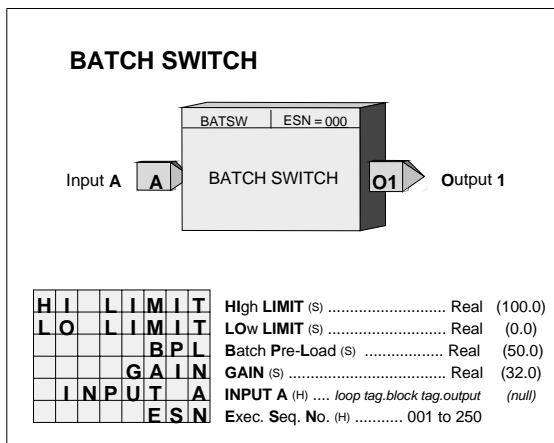 BATCH SWITCH
BATSW ESN = 000
Input A A BATCH SWITCH O1 Output 1
HI LIMIT HIgh LIMIT (S) .............................. Real (100.0)
LO LIMIT LOw LIMIT (S) ............................... Real (0.0)
BPL Batch Pre-Load (S) .................. Real (50.0)
GAIN GAIN (S) ........................................ Real (32.0)
INPUT A INPUT A (H) .... loop tag.block tag.output (null)
ESN Exec. Seq. No. (H) ........... 001 to 250